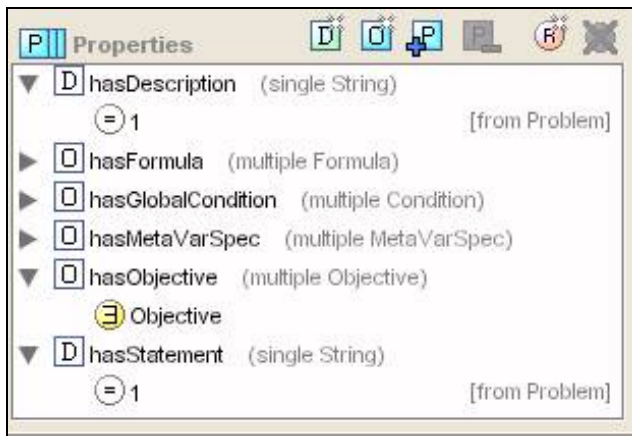 P Properties D O P P R
D hasDescription (single String)
= 1 [from Problem]
O hasFormula (multiple Formula)
O hasGlobalCondition (multiple Condition)
O hasMetaVarSpec (multiple MetaVarSpec)
O hasObjective (multiple Objective)
∃ Objective
D hasStatement (single String)
= 1 [from Problem]